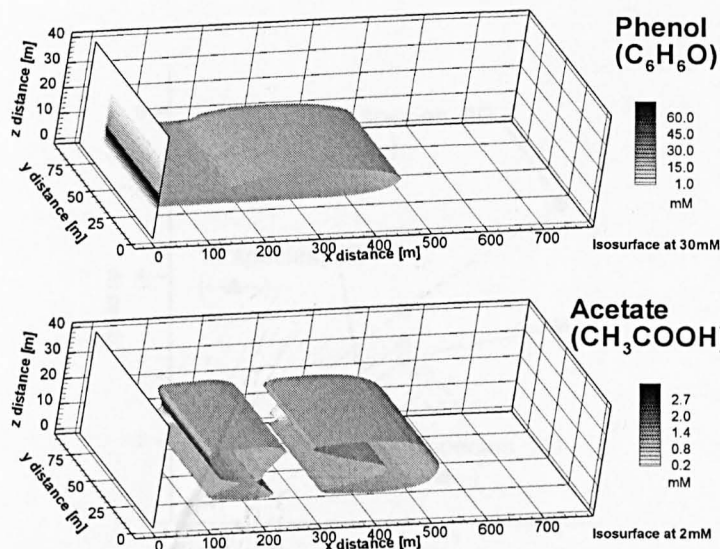 Phenol
(C6H6O)
z distance [m]
40
30
20
10
0
y distance [m]
75
50
25
0
0 100 200 300 400 500 600 700
x distance [m]
60.0
45.0
30.0
15.0
1.0
mM
Isosurface at 30mM
Acetate
(CH3COOH)
z distance [m]
40
30
20
10
0
y distance [m]
75
50
25
0
0 100 200 300 400 500 600 700
x distance [m]
2.7
2.0
1.4
0.8
0.2
mM
Isosurface at 2mM